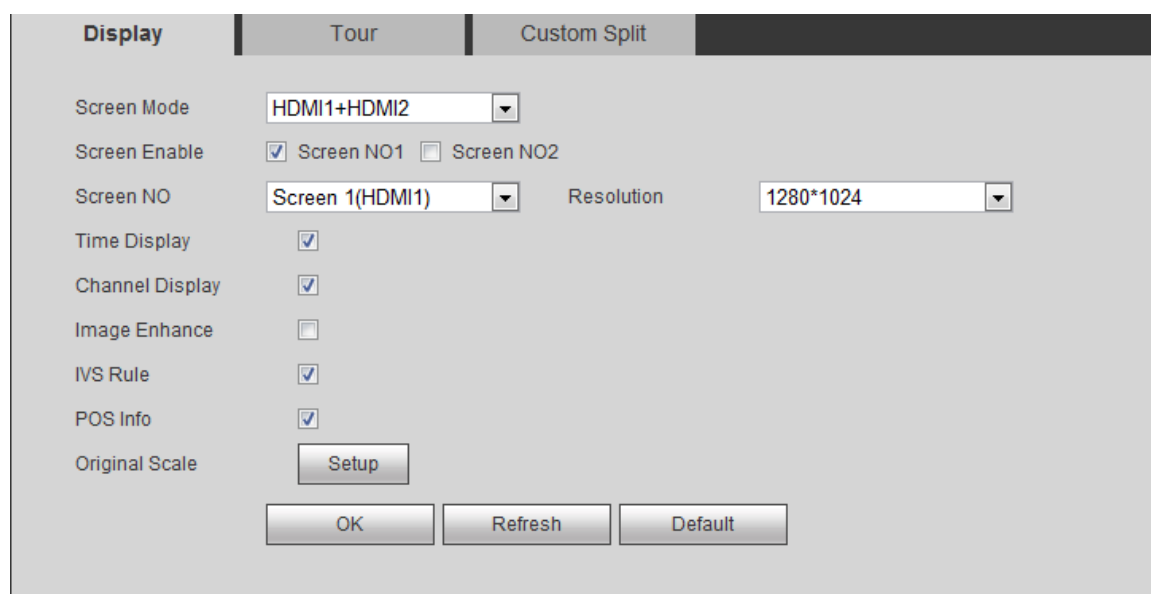 Display Tour Custom Split
Screen Mode HDMI1+HDMI2
Screen Enable Screen NO1 Screen NO2
Screen NO Screen 1(HDMI1) Resolution 1280*1024
Time Display
Channel Display
Image Enhance
IVS Rule
POS Info
Original Scale Setup
OK Refresh Default